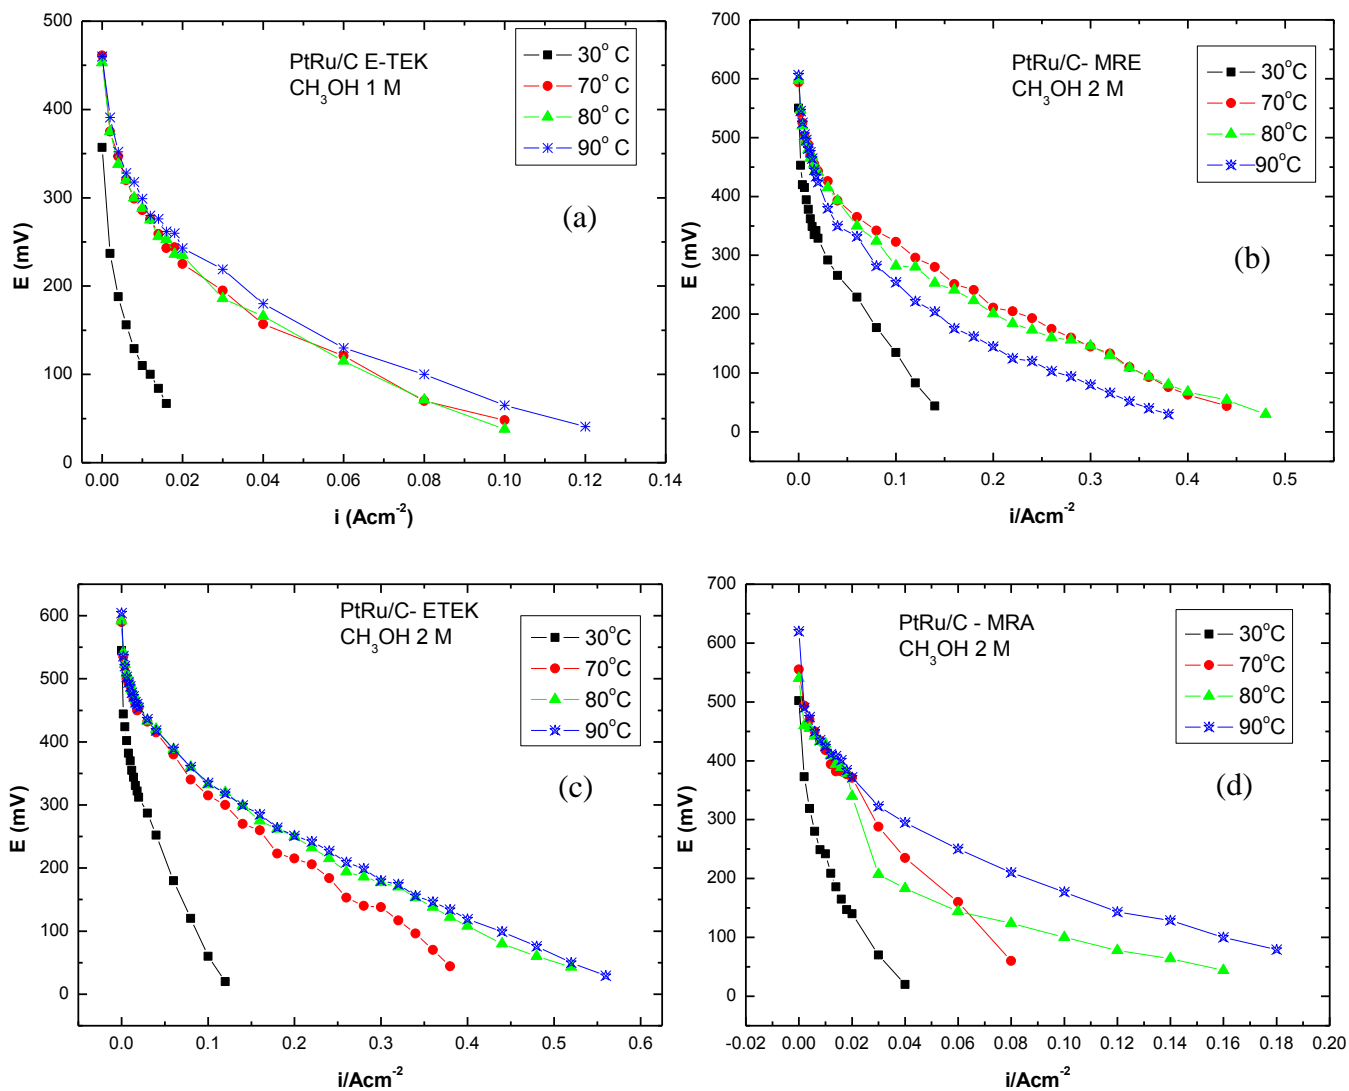 PtRu/C E-TEK
CH₃OH 1 M
30° C
70° C
80° C
90° C
(a)
E (mV)
500
400
300
200
100
0
0.00 0.02 0.04 0.06 0.08 0.10 0.12 0.14
i (Acm⁻²)
PtRu/C- MRE
CH₃OH 2 M
30°C
70°C
80°C
90°C
(b)
E (mV)
700
600
500
400
300
200
100
0
0.0 0.1 0.2 0.3 0.4 0.5
i/Acm⁻²
PtRu/C- ETEK
CH₃OH 2 M
30°C
70°C
80°C
90°C
(c)
E (mV)
600
500
400
300
200
100
0
0.0 0.1 0.2 0.3 0.4 0.5 0.6
i/Acm⁻²
PtRu/C - MRA
CH₃OH 2 M
30°C
70°C
80°C
90°C
(d)
E (mV)
700
600
500
400
300
200
100
0
-0.02 0.00 0.02 0.04 0.06 0.08 0.10 0.12 0.14 0.16 0.18 0.20
i/Acm⁻²